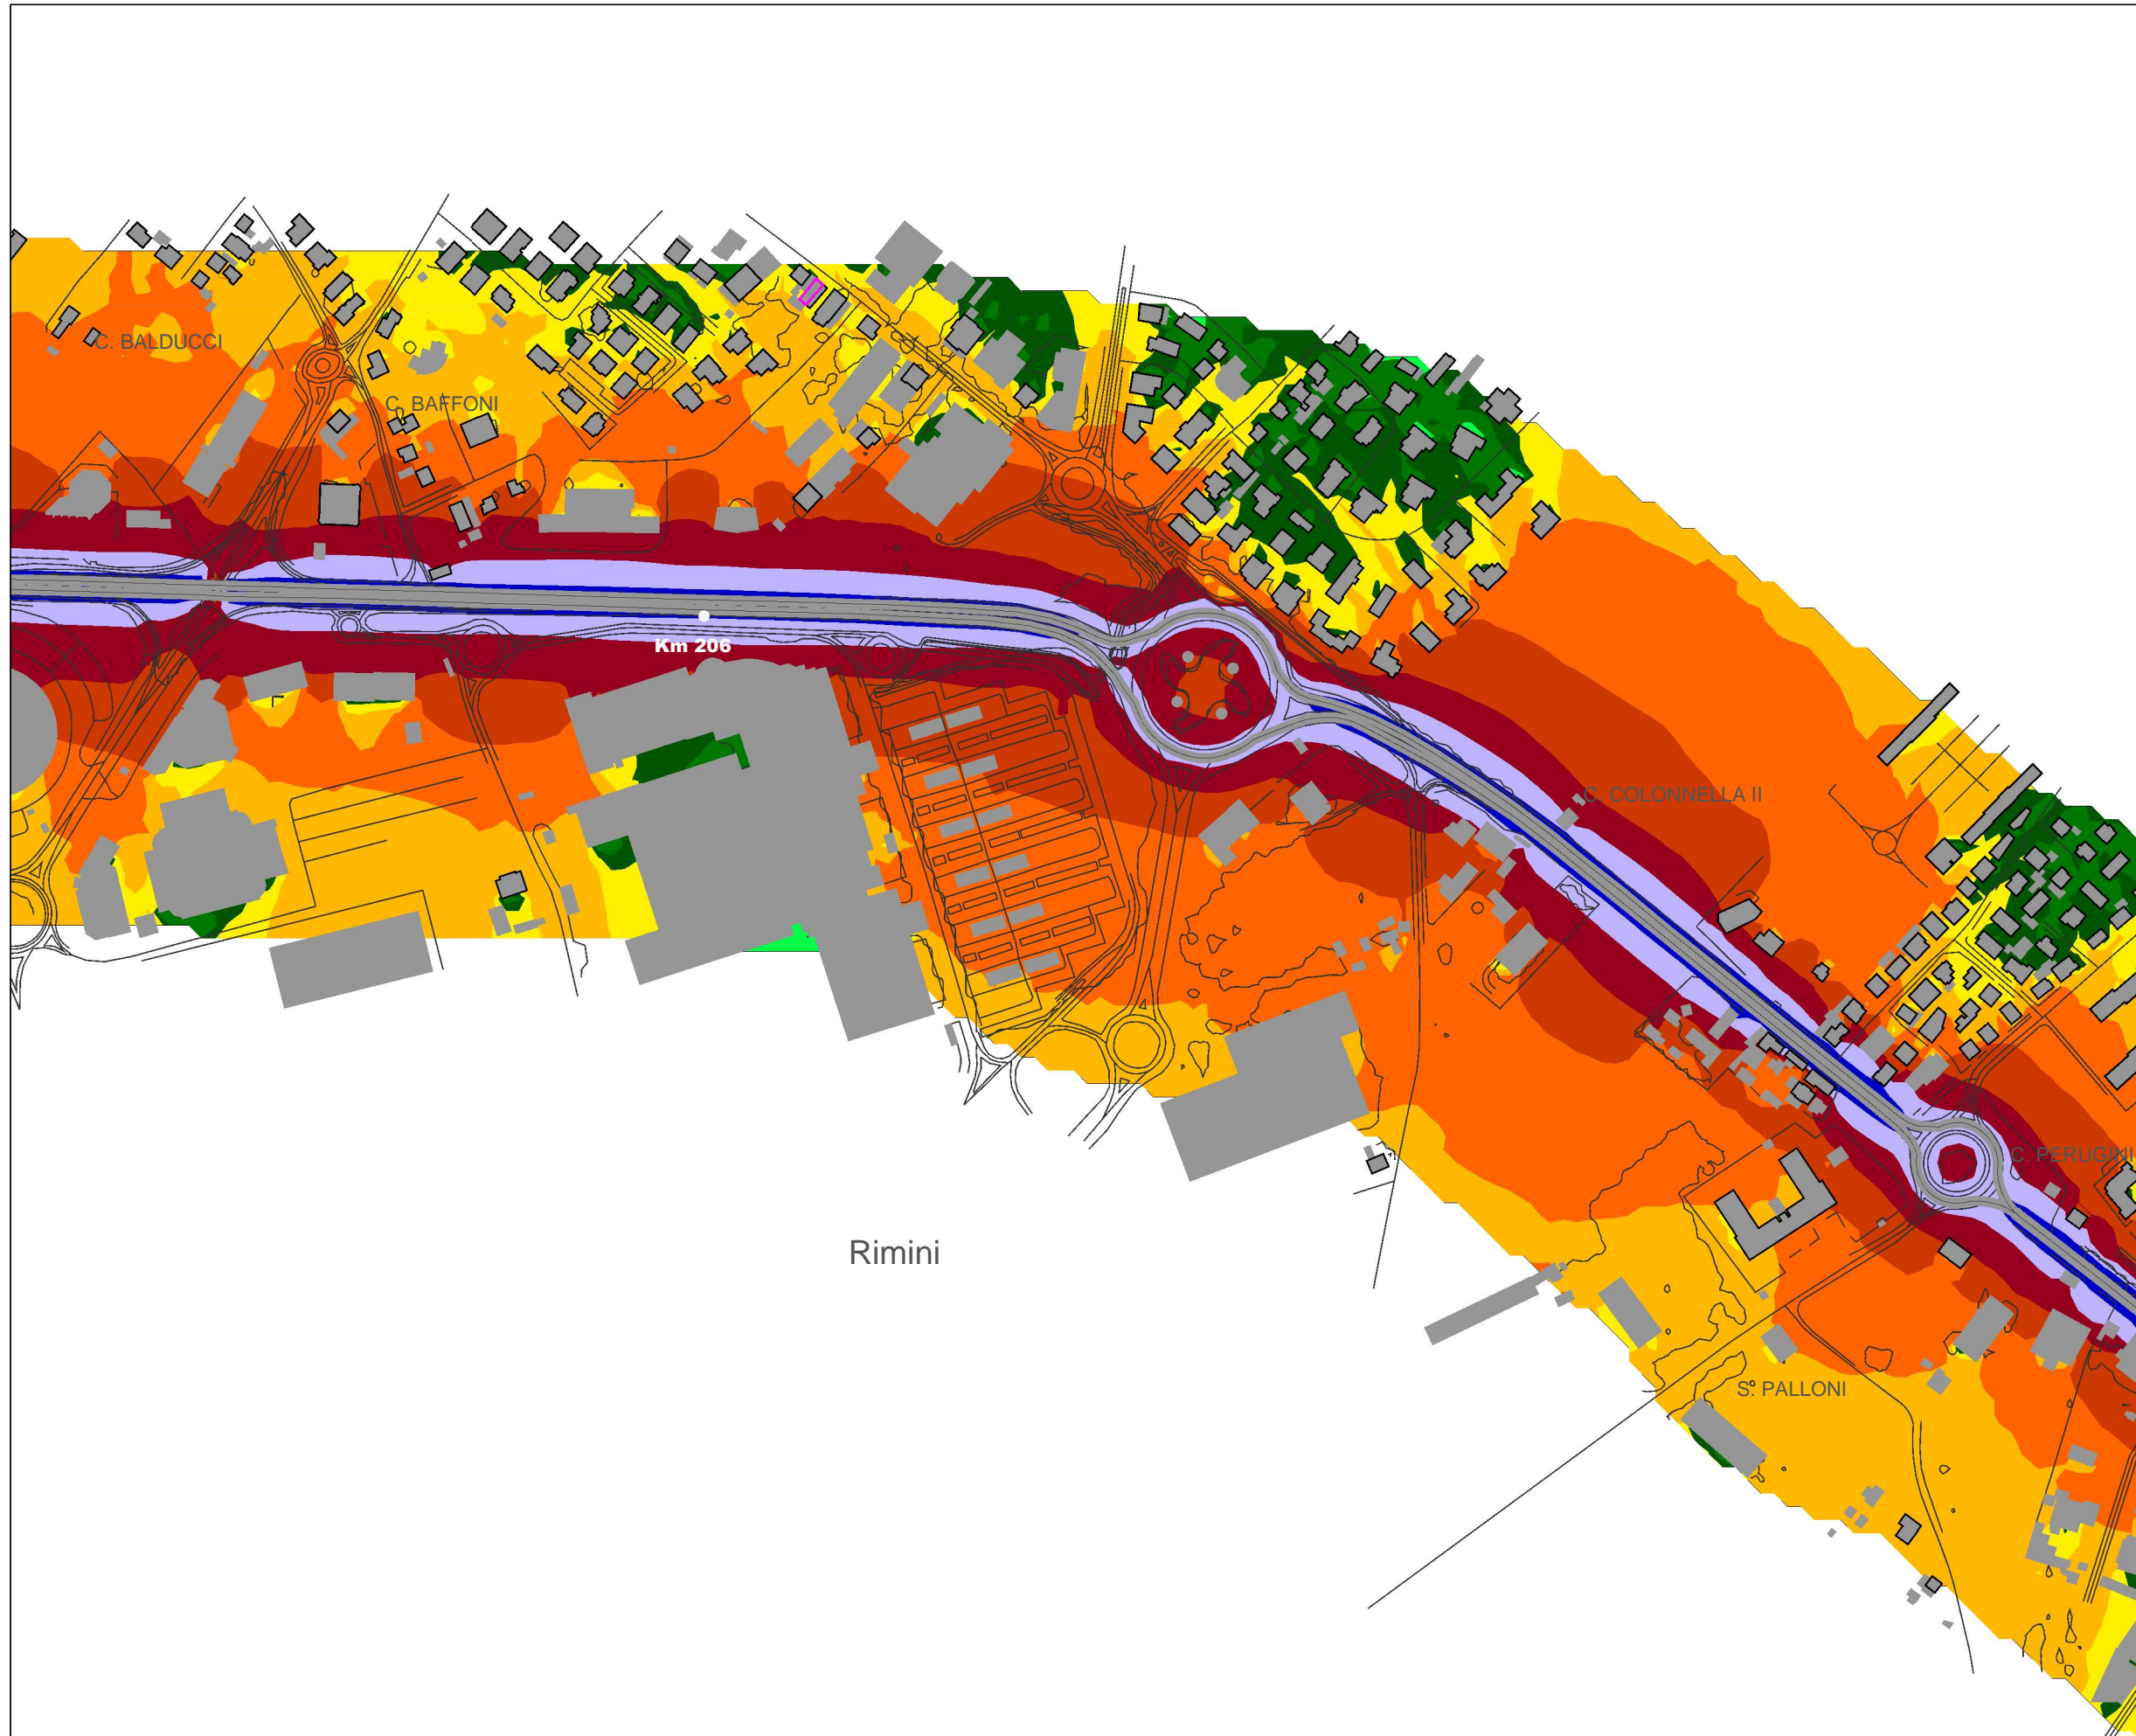 C. BALDUCCI
C. BAFFONI
Km 206
C. COLONNELLA II
C. PERUGINI
Rimini
S. PALLONI